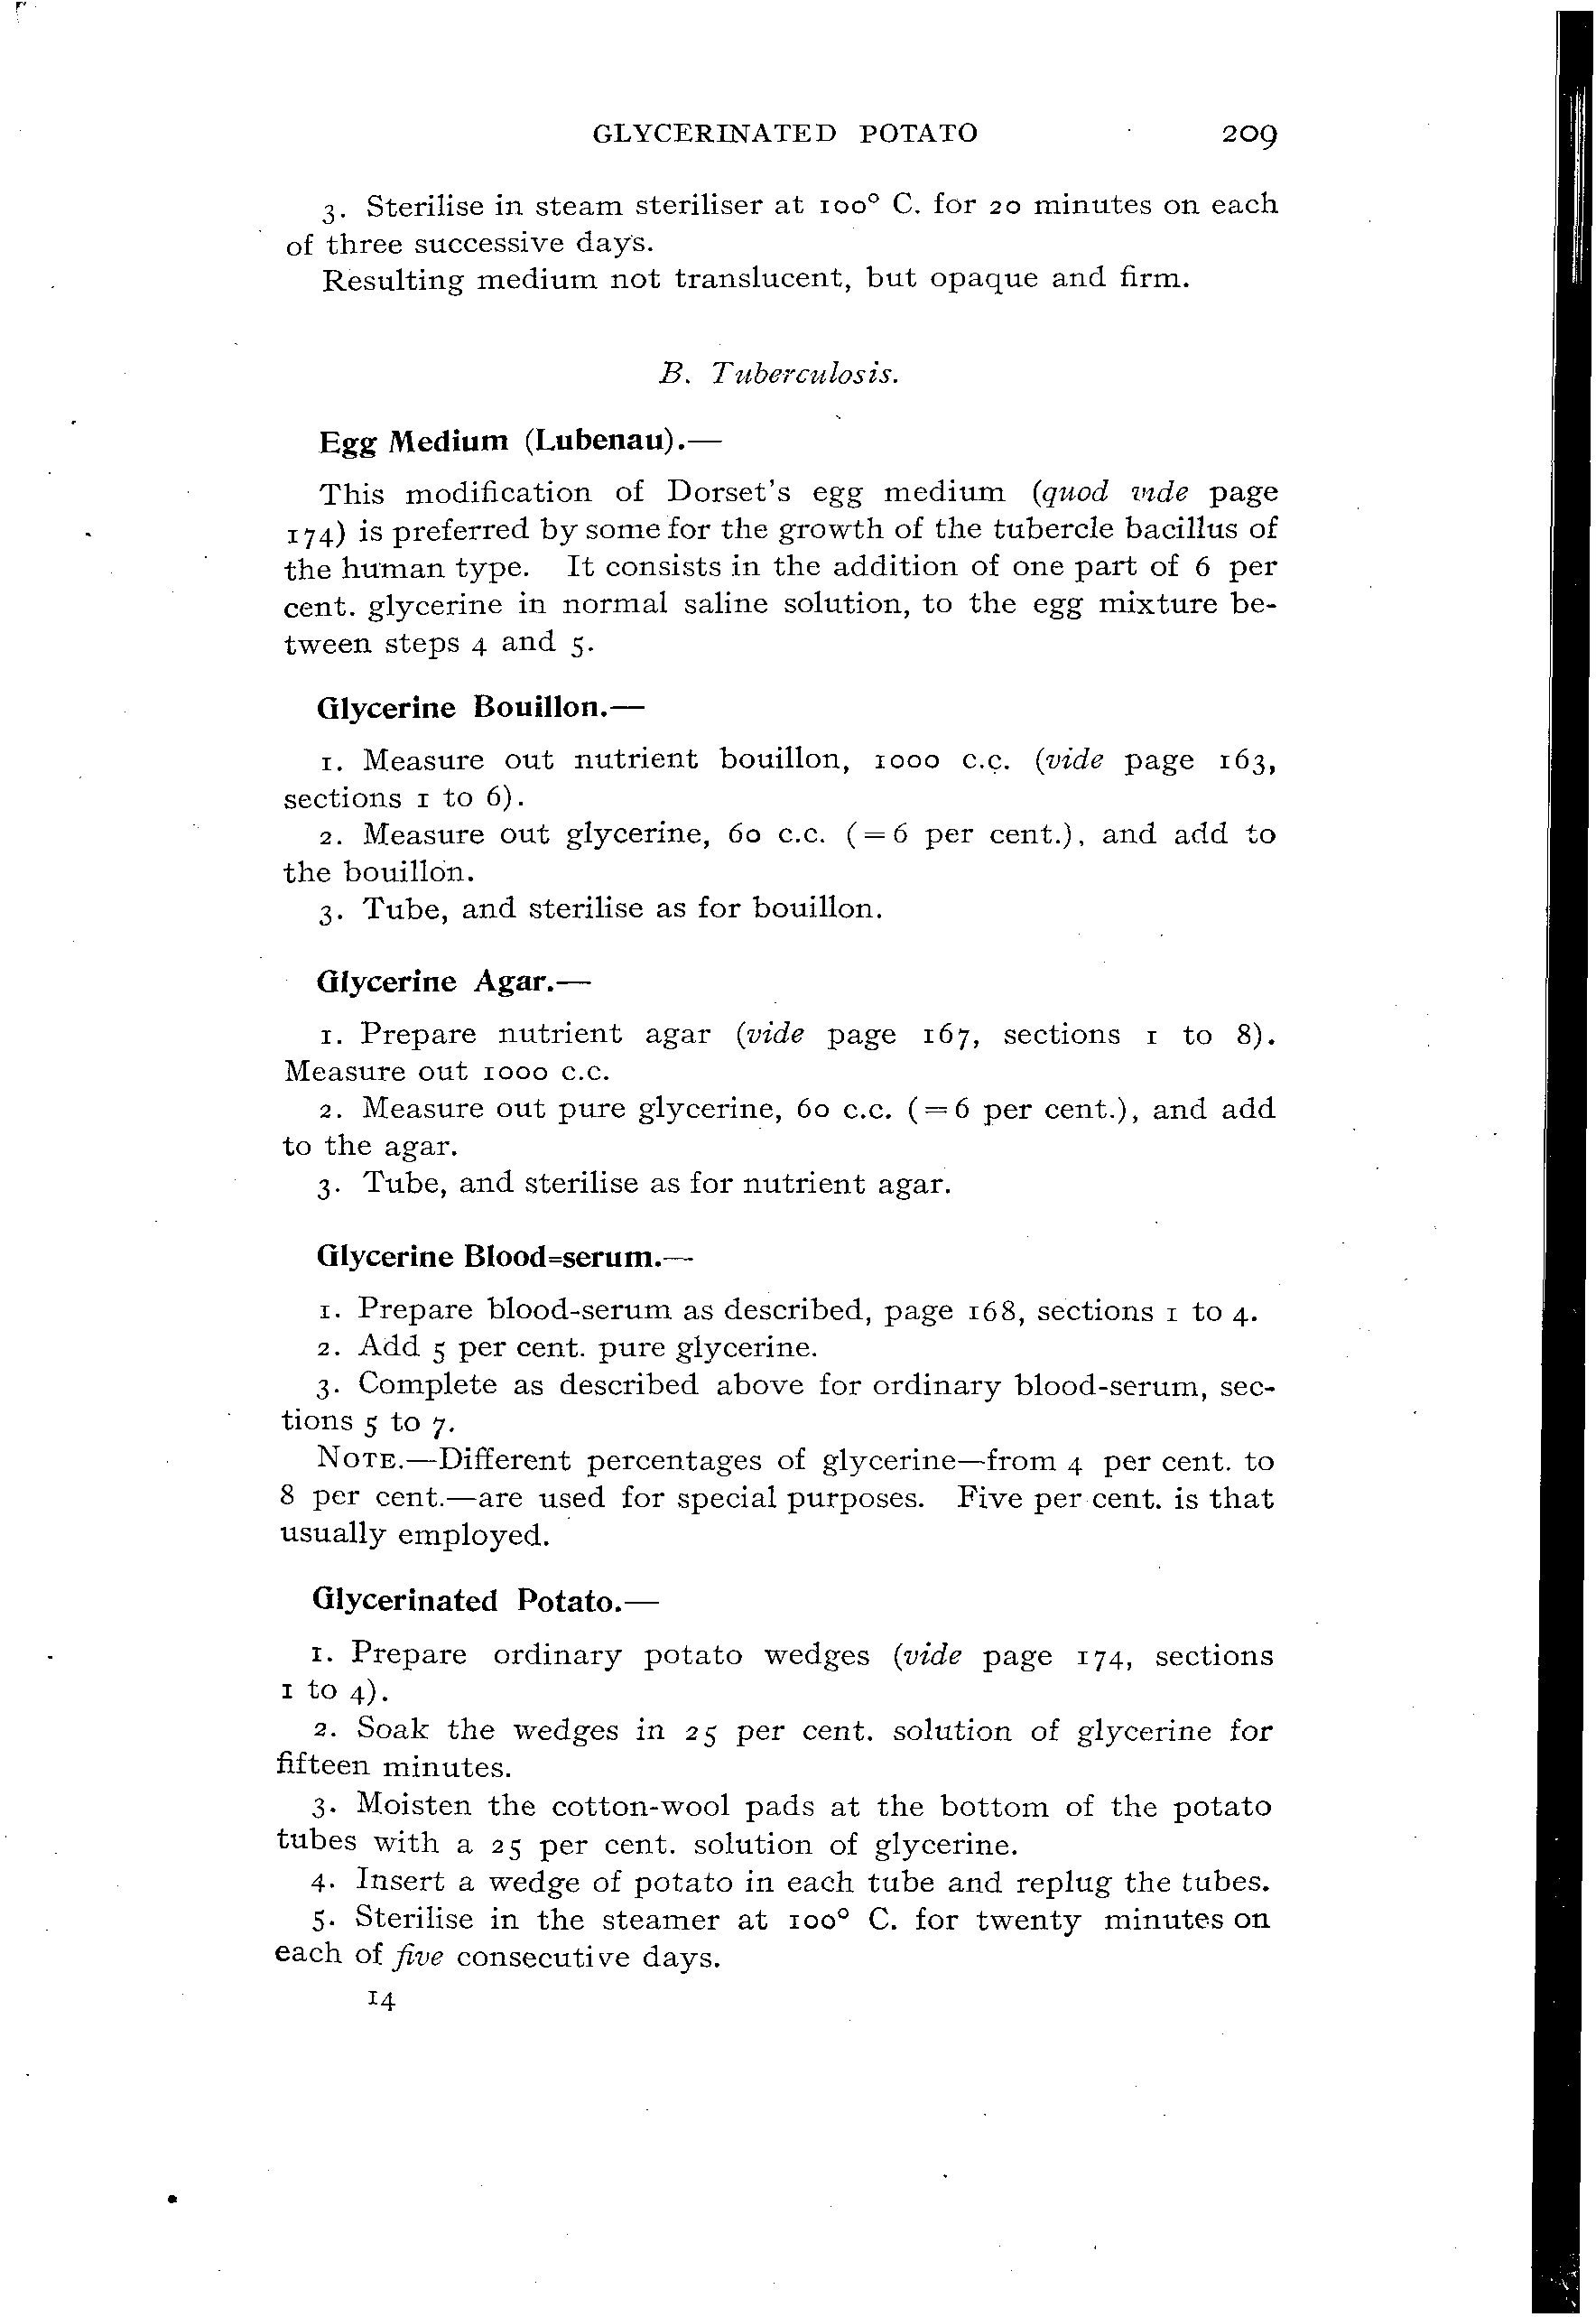 GLYCERINATED POTATO 209
3. Sterilise in steam steriliser at 100° C. for 20 minutes on each
of three successive days.
Resulting medium not translucent, but opaque and firm.
B. Tuberculosis.
Egg Medium (Lubenau).—
This modification of Dorset's egg medium (quod vide page
174) is preferred by some for the growth of the tubercle bacillus of
the human type. It consists in the addition of one part of 6 per
cent. glycerine in normal saline solution, to the egg mixture be-
tween steps 4 and 5.
Glycerine Bouillon.—
1. Measure out nutrient bouillon, 1000 c.c. (vide page 163,
sections 1 to 6).
2. Measure out glycerine, 60 c.c. (=6 per cent.), and add to
the bouillon.
3. Tube, and sterilise as for bouillon.
Glycerine Agar.—
1. Prepare nutrient agar (vide page 167, sections 1 to 8).
Measure out 1000 c.c.
2. Measure out pure glycerine, 60 c.c. (=6 per cent.), and add
to the agar.
3. Tube, and sterilise as for nutrient agar.
Glycerine Blood=serum.—
1. Prepare blood-serum as described, page 168, sections 1 to 4.
2. Add 5 per cent. pure glycerine.
3. Complete as described above for ordinary blood-serum, sec-
tions 5 to 7.
NOTE.—Different percentages of glycerine—from 4 per cent. to
8 per cent.—are used for special purposes. Five per cent. is that
usually employed.
Glycerinated Potato.—
1. Prepare ordinary potato wedges (vide page 174, sections
1 to 4).
2. Soak the wedges in 25 per cent. solution of glycerine for
fifteen minutes.
3. Moisten the cotton-wool pads at the bottom of the potato
tubes with a 25 per cent. solution of glycerine.
4. Insert a wedge of potato in each tube and replug the tubes.
5. Sterilise in the steamer at 100° C. for twenty minutes on
each of five consecutive days.
14